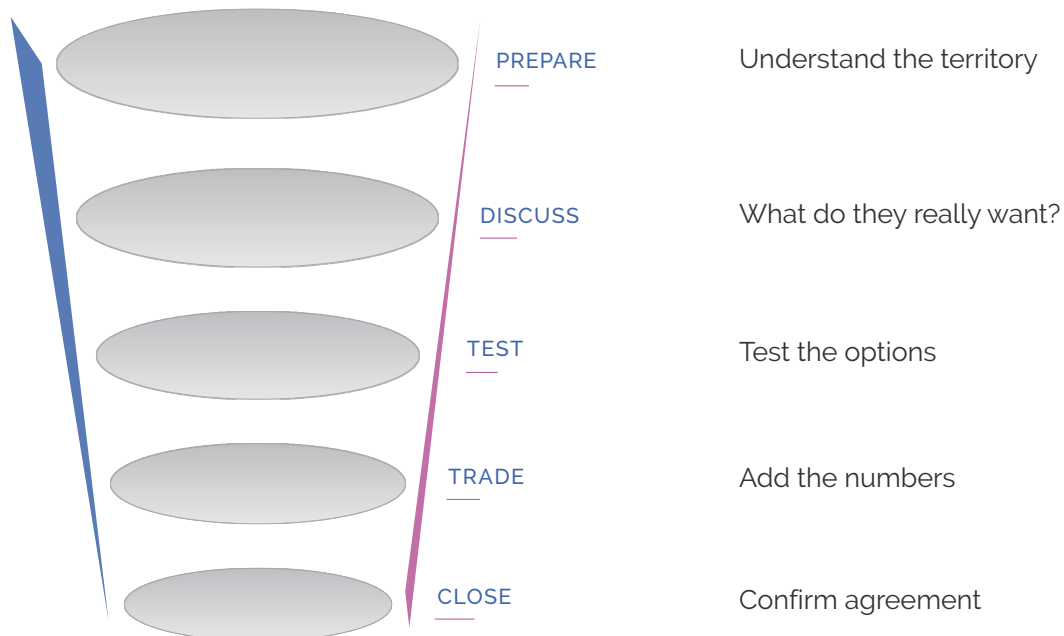 PREPARE Understand the territory
DISCUSS What do they really want?
TEST Test the options
TRADE Add the numbers
CLOSE Confirm agreement